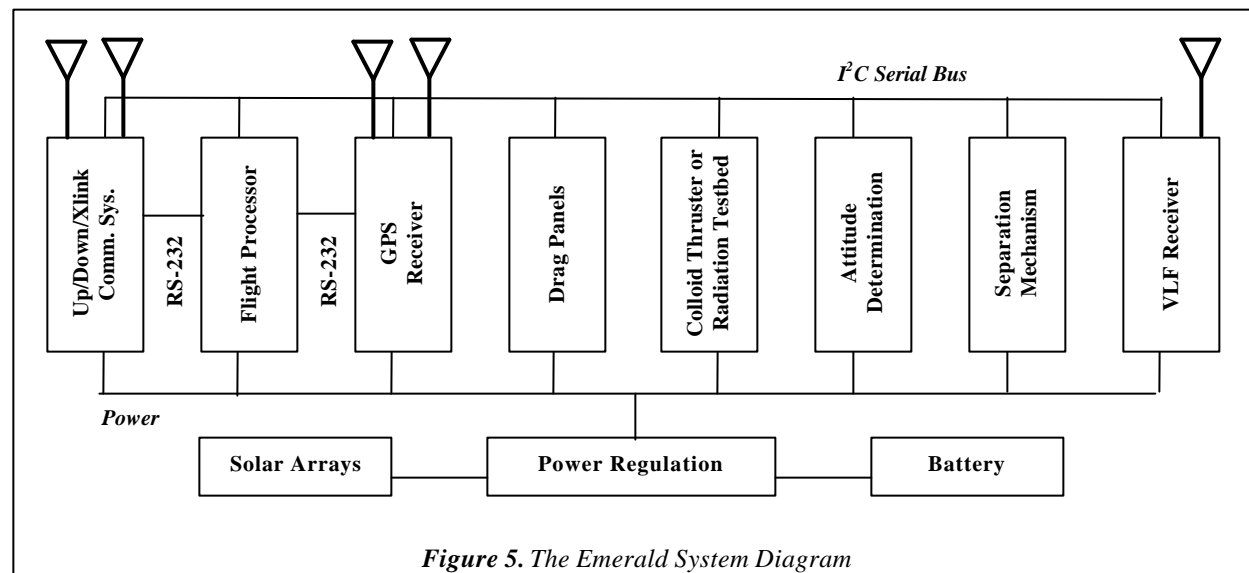 I²C Serial Bus
Up/Down/Xlink
Comm. Sys.
RS-232
Flight Processor
RS-232
GPS
Receiver
Drag Panels
Colloid Thruster or
Radiation Testbed
Attitude
Determination
Separation
Mechanism
VLF Receiver
Power
Solar Arrays
Power Regulation
Battery
Figure 5. The Emerald System Diagram